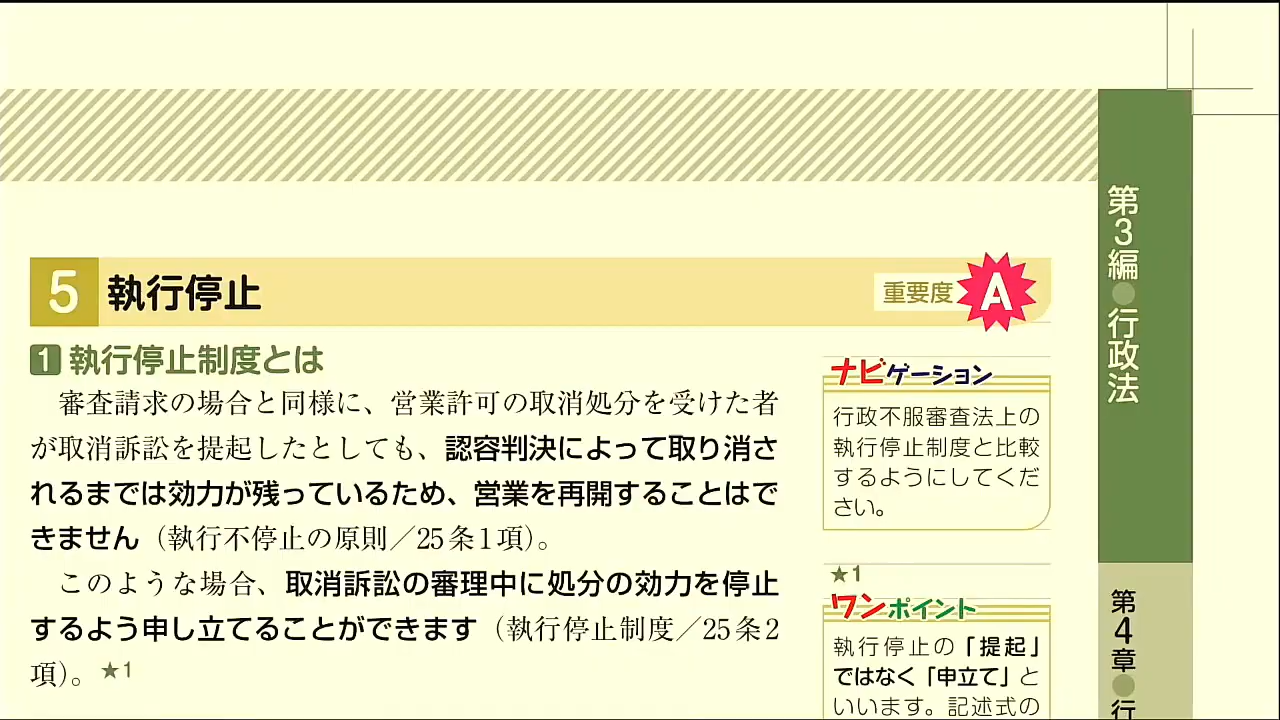 5 執行停止
重要度 A
1 執行停止制度とは
審査請求の場合と同様に、営業許可の取消処分を受けた者
が取消訴訟を提起したとしても、認容判決によって取り消さ
れるまでは効力が残っているため、営業を再開することはで
きません（執行不停止の原則／25条1項）。
このような場合、取消訴訟の審理中に処分の効力を停止
するよう申し立てることができます（執行停止制度／25条2
項）。★1
ナビゲーション
行政不服審査法上の
執行停止制度と比較
するようにしてくだ
さい。
★1
ワンポイント
執行停止の「提起」
ではなく「申立て」と
いいます。記述式の
第3編●行政法
第4章●行